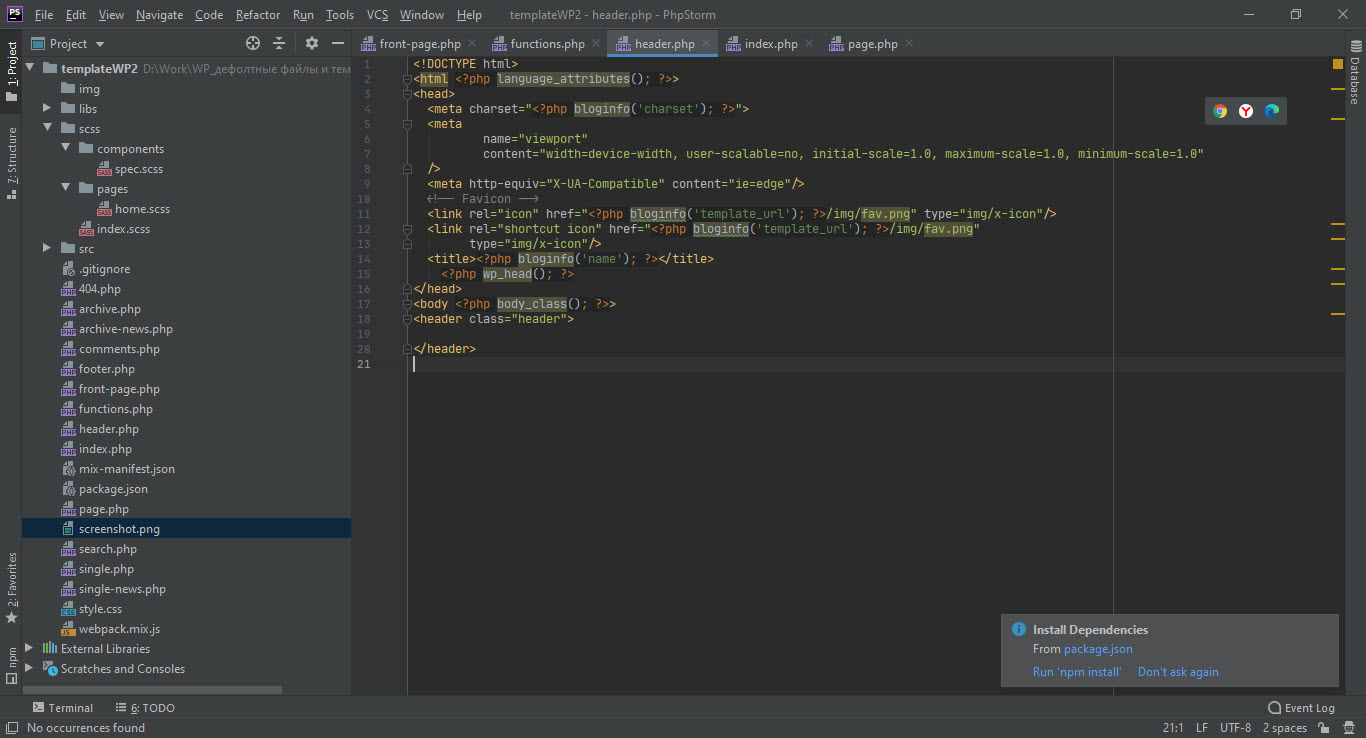 PS File Edit View Navigate Code Refactor Run Tools VCS Window Help templateWP2 - header.php - PhpStorm
Project
front-page.php functions.php header.php index.php page.php
1: Project
7: Structure
2: Favorites
npm
templateWP2 D:\Work\WP_дефолтные файлы и тем
img
libs
scss
components
spec.scss
pages
home.scss
index.scss
src
.gitignore
404.php
archive.php
archive-news.php
comments.php
footer.php
front-page.php
functions.php
header.php
index.php
mix-manifest.json
package.json
page.php
screenshot.png
search.php
single.php
single-news.php
style.css
webpack.mix.js
External Libraries
Scratches and Consoles
1 <!DOCTYPE html>
2 <html <?php language_attributes(); ?>>
3 <head>
4 <meta charset="<?php bloginfo('charset'); ?>">
5 <meta
6 name="viewport"
7 content="width=device-width, user-scalable=no, initial-scale=1.0, maximum-scale=1.0, minimum-scale=1.0"
8 />
9 <meta http-equiv="X-UA-Compatible" content="ie=edge"/>
10 <!-- Favicon -->
11 <link rel="icon" href="<?php bloginfo('template_url'); ?>/img/fav.png" type="img/x-icon"/>
12 <link rel="shortcut icon" href="<?php bloginfo('template_url'); ?>/img/fav.png"
13 type="img/x-icon"/>
14 <title><?php bloginfo('name'); ?></title>
15 <?php wp_head(); ?>
16 </head>
17 <body <?php body_class(); ?>>
18 <header class="header">
19
20 </header>
21
Database
Install Dependencies
From package.json
Run 'npm install' Don't ask again
Terminal 6: TODO Event Log
No occurrences found 21:1 LF UTF-8 2 spaces